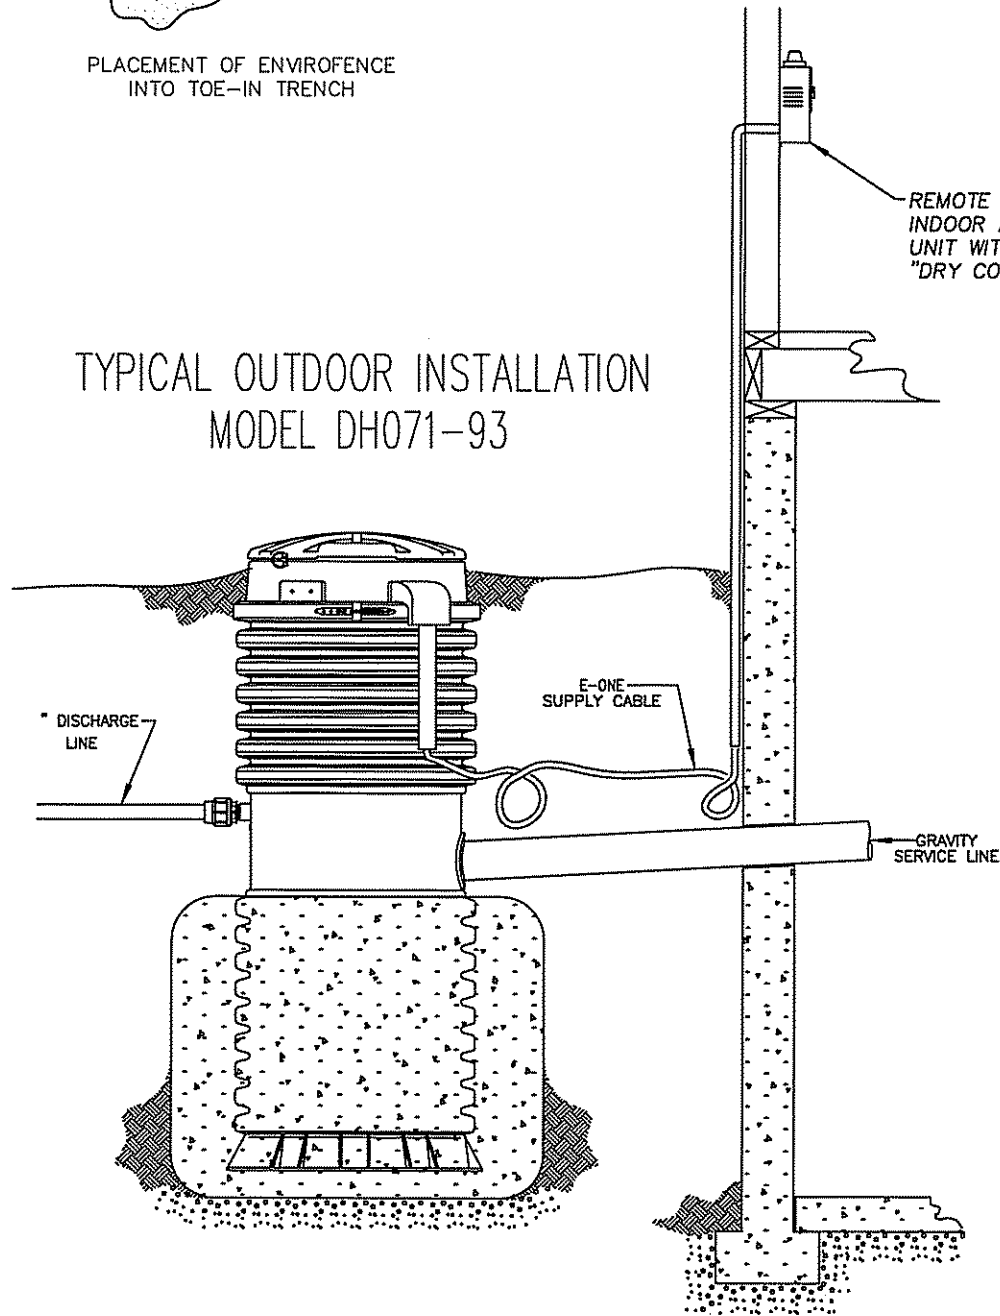 PLACEMENT OF ENVIROFENCE
INTO TOE-IN TRENCH
REMOTE
INDOOR
UNIT WIT
"DRY CO
TYPICAL OUTDOOR INSTALLATION
MODEL DH071-93
E-ONE
SUPPLY CABLE
" DISCHARGE
LINE
GRAVITY
SERVICE LINE